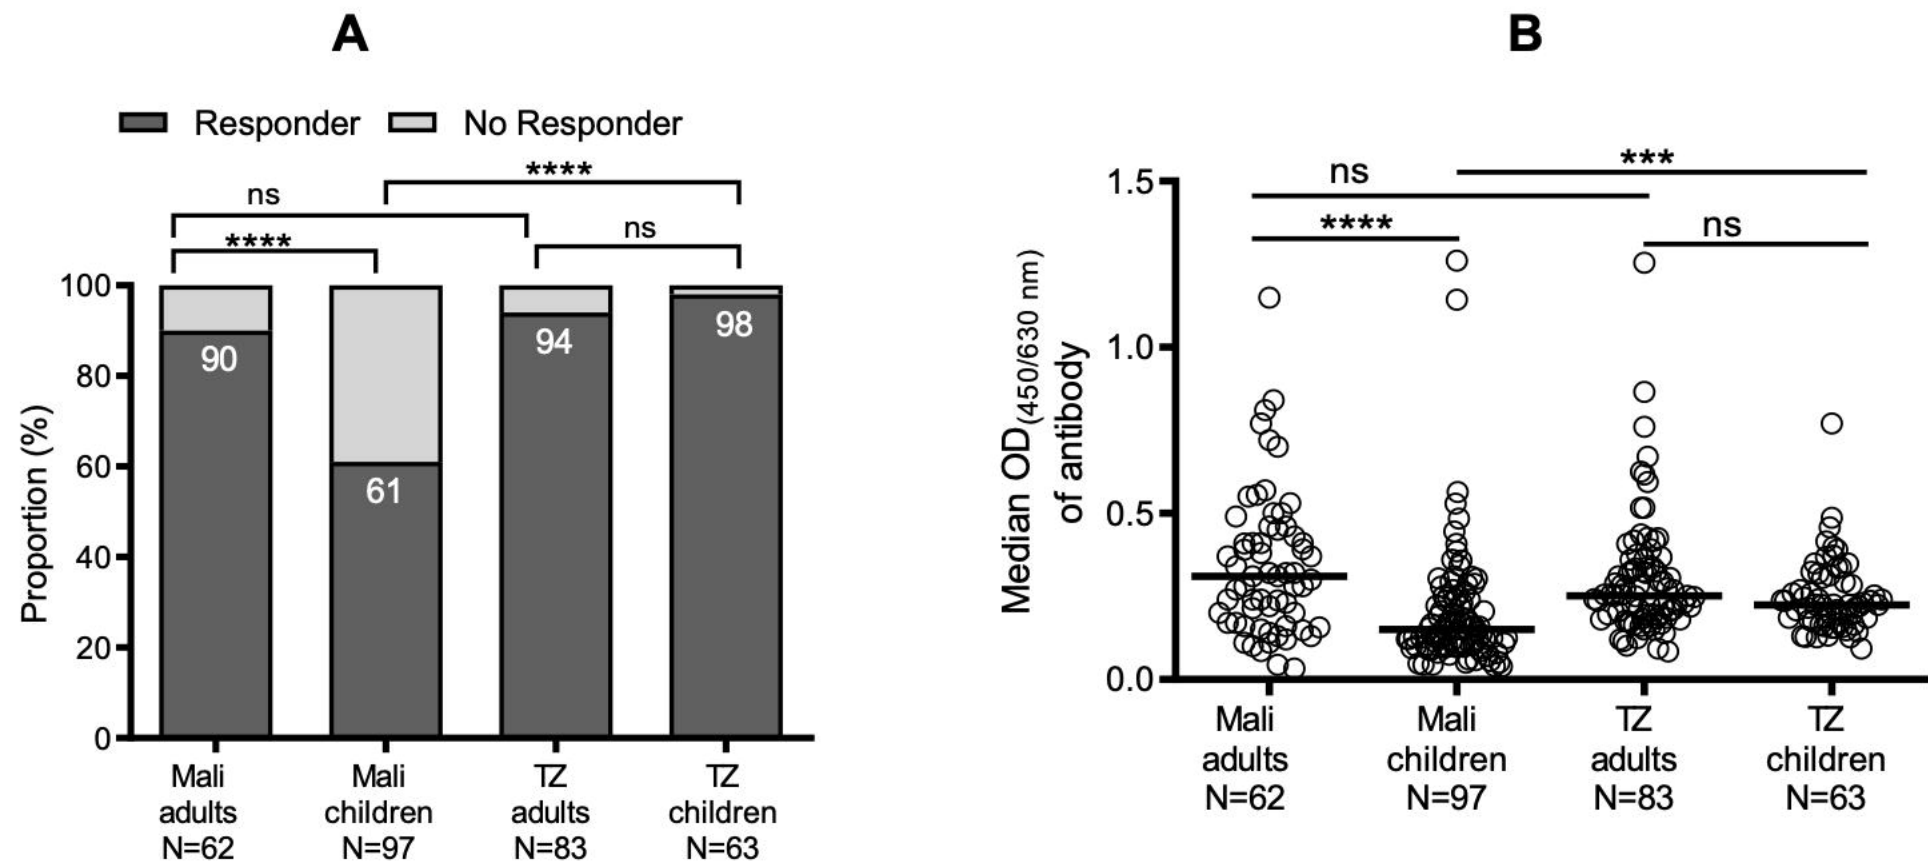 A
Responder No Responder
****
ns
ns
****
Proportion (%)
100
80
60
40
20
0
90
61
94
98
Mali adults N=62
Mali children N=97
TZ adults N=83
TZ children N=63
B
***
ns
****
ns
Median OD(450/630 nm)
of antibody
1.5
1.0
0.5
0.0
Mali adults N=62
Mali children N=97
TZ adults N=83
TZ children N=63